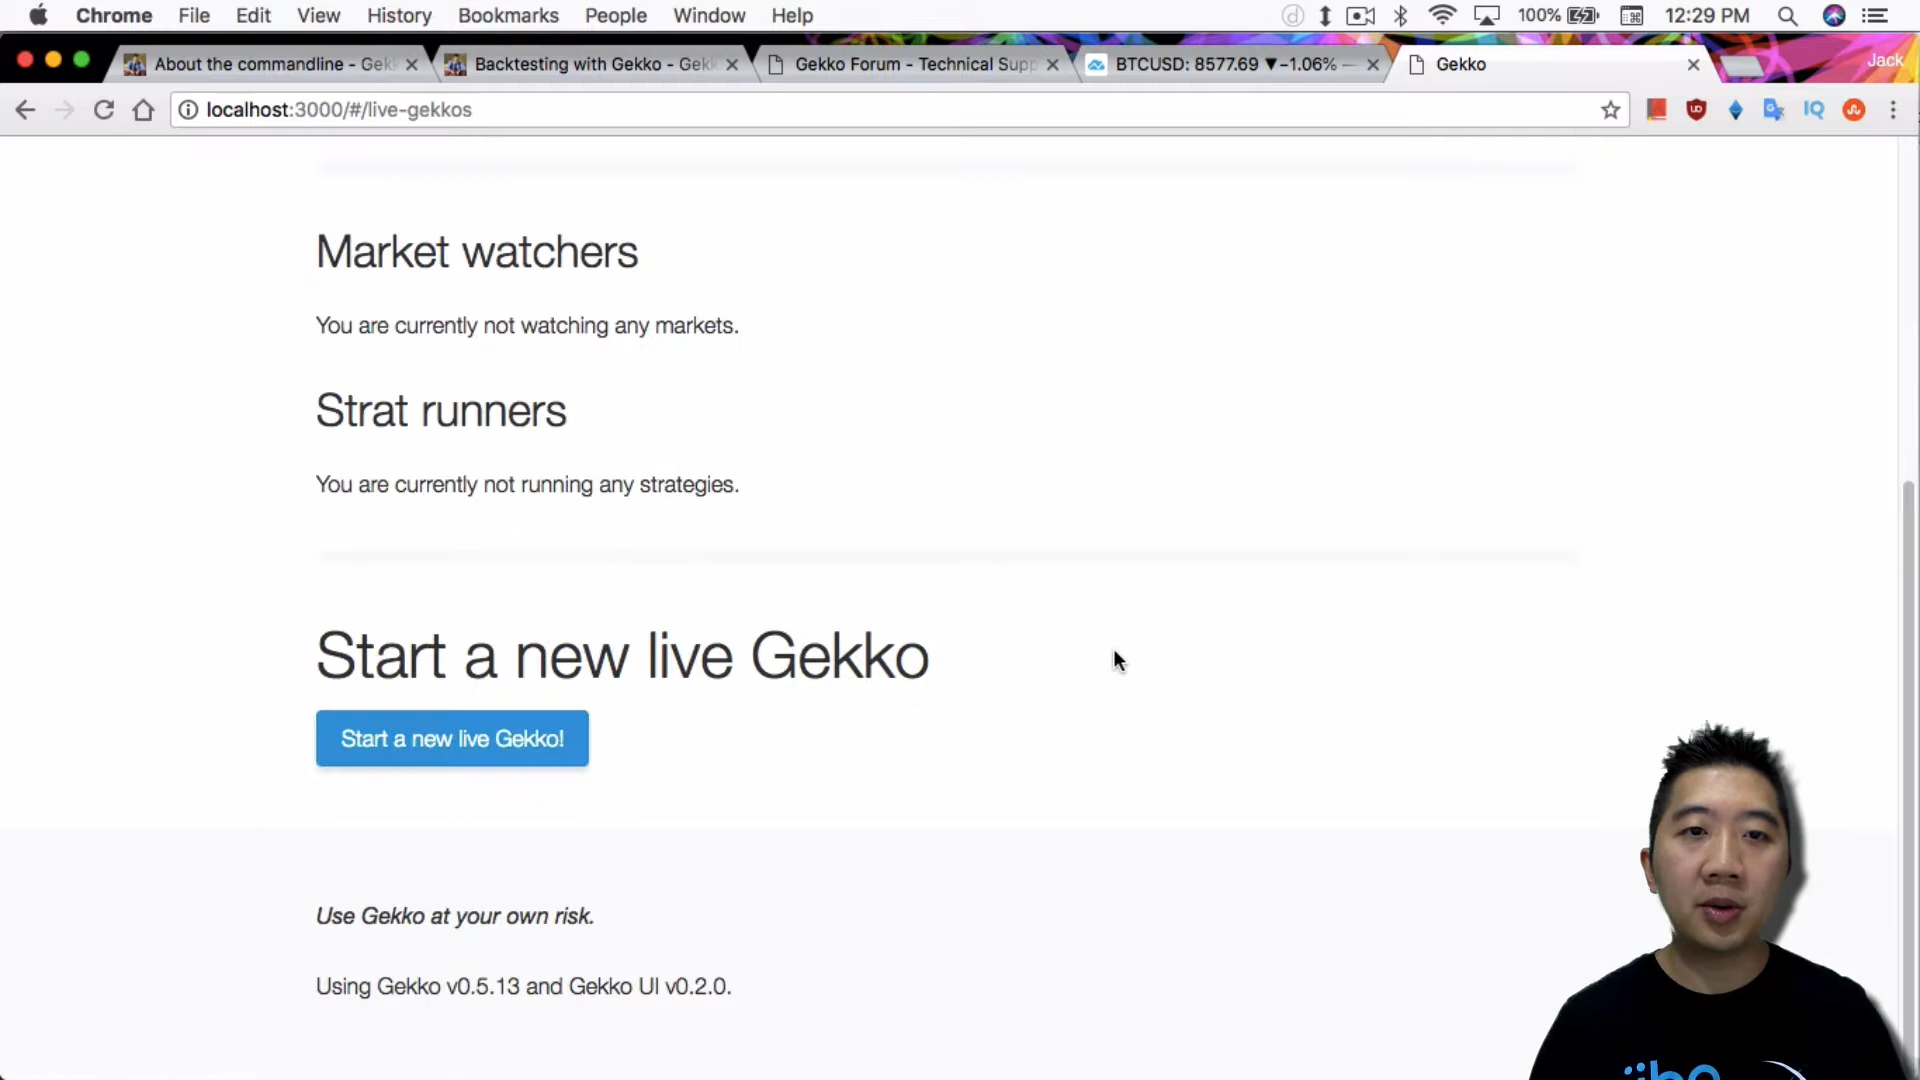 Chrome File Edit View History Bookmarks People Window Help 100% 12:29 PM
About the commandline - Gek Backtesting with Gekko - Gekk Gekko Forum - Technical Supp BTCUSD: 8577.69 ▼-1.06% — Gekko Jack
localhost:3000/#/live-gekkos IQ
Market watchers
You are currently not watching any markets.
Strat runners
You are currently not running any strategies.
Start a new live Gekko
Start a new live Gekko!
Use Gekko at your own risk.
Using Gekko v0.5.13 and Gekko UI v0.2.0.